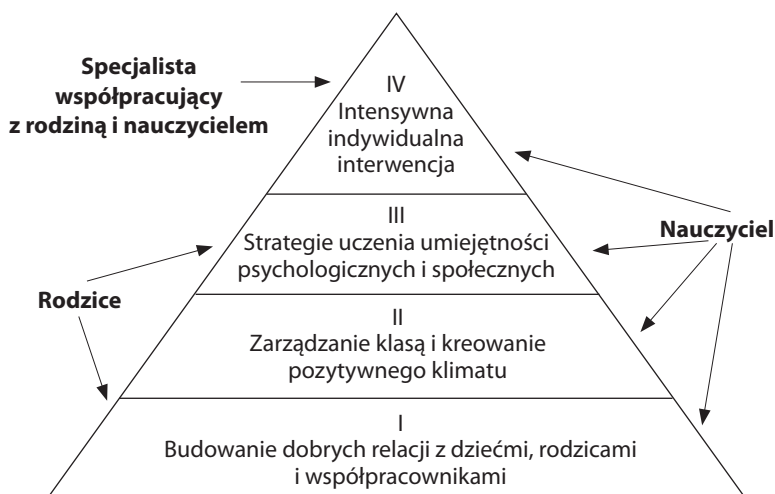 Specjalista
współpracujący
z rodziną i nauczycielem
IV
Intensywna
indywidualna
interwencja
III
Strategie uczenia umiejętności
psychologicznych i społecznych
Nauczyciel
Rodzice
II
Zarządzanie klasą i kreowanie
pozytywnego klimatu
I
Budowanie dobrych relacji z dziećmi, rodzicami
i współpracownikami